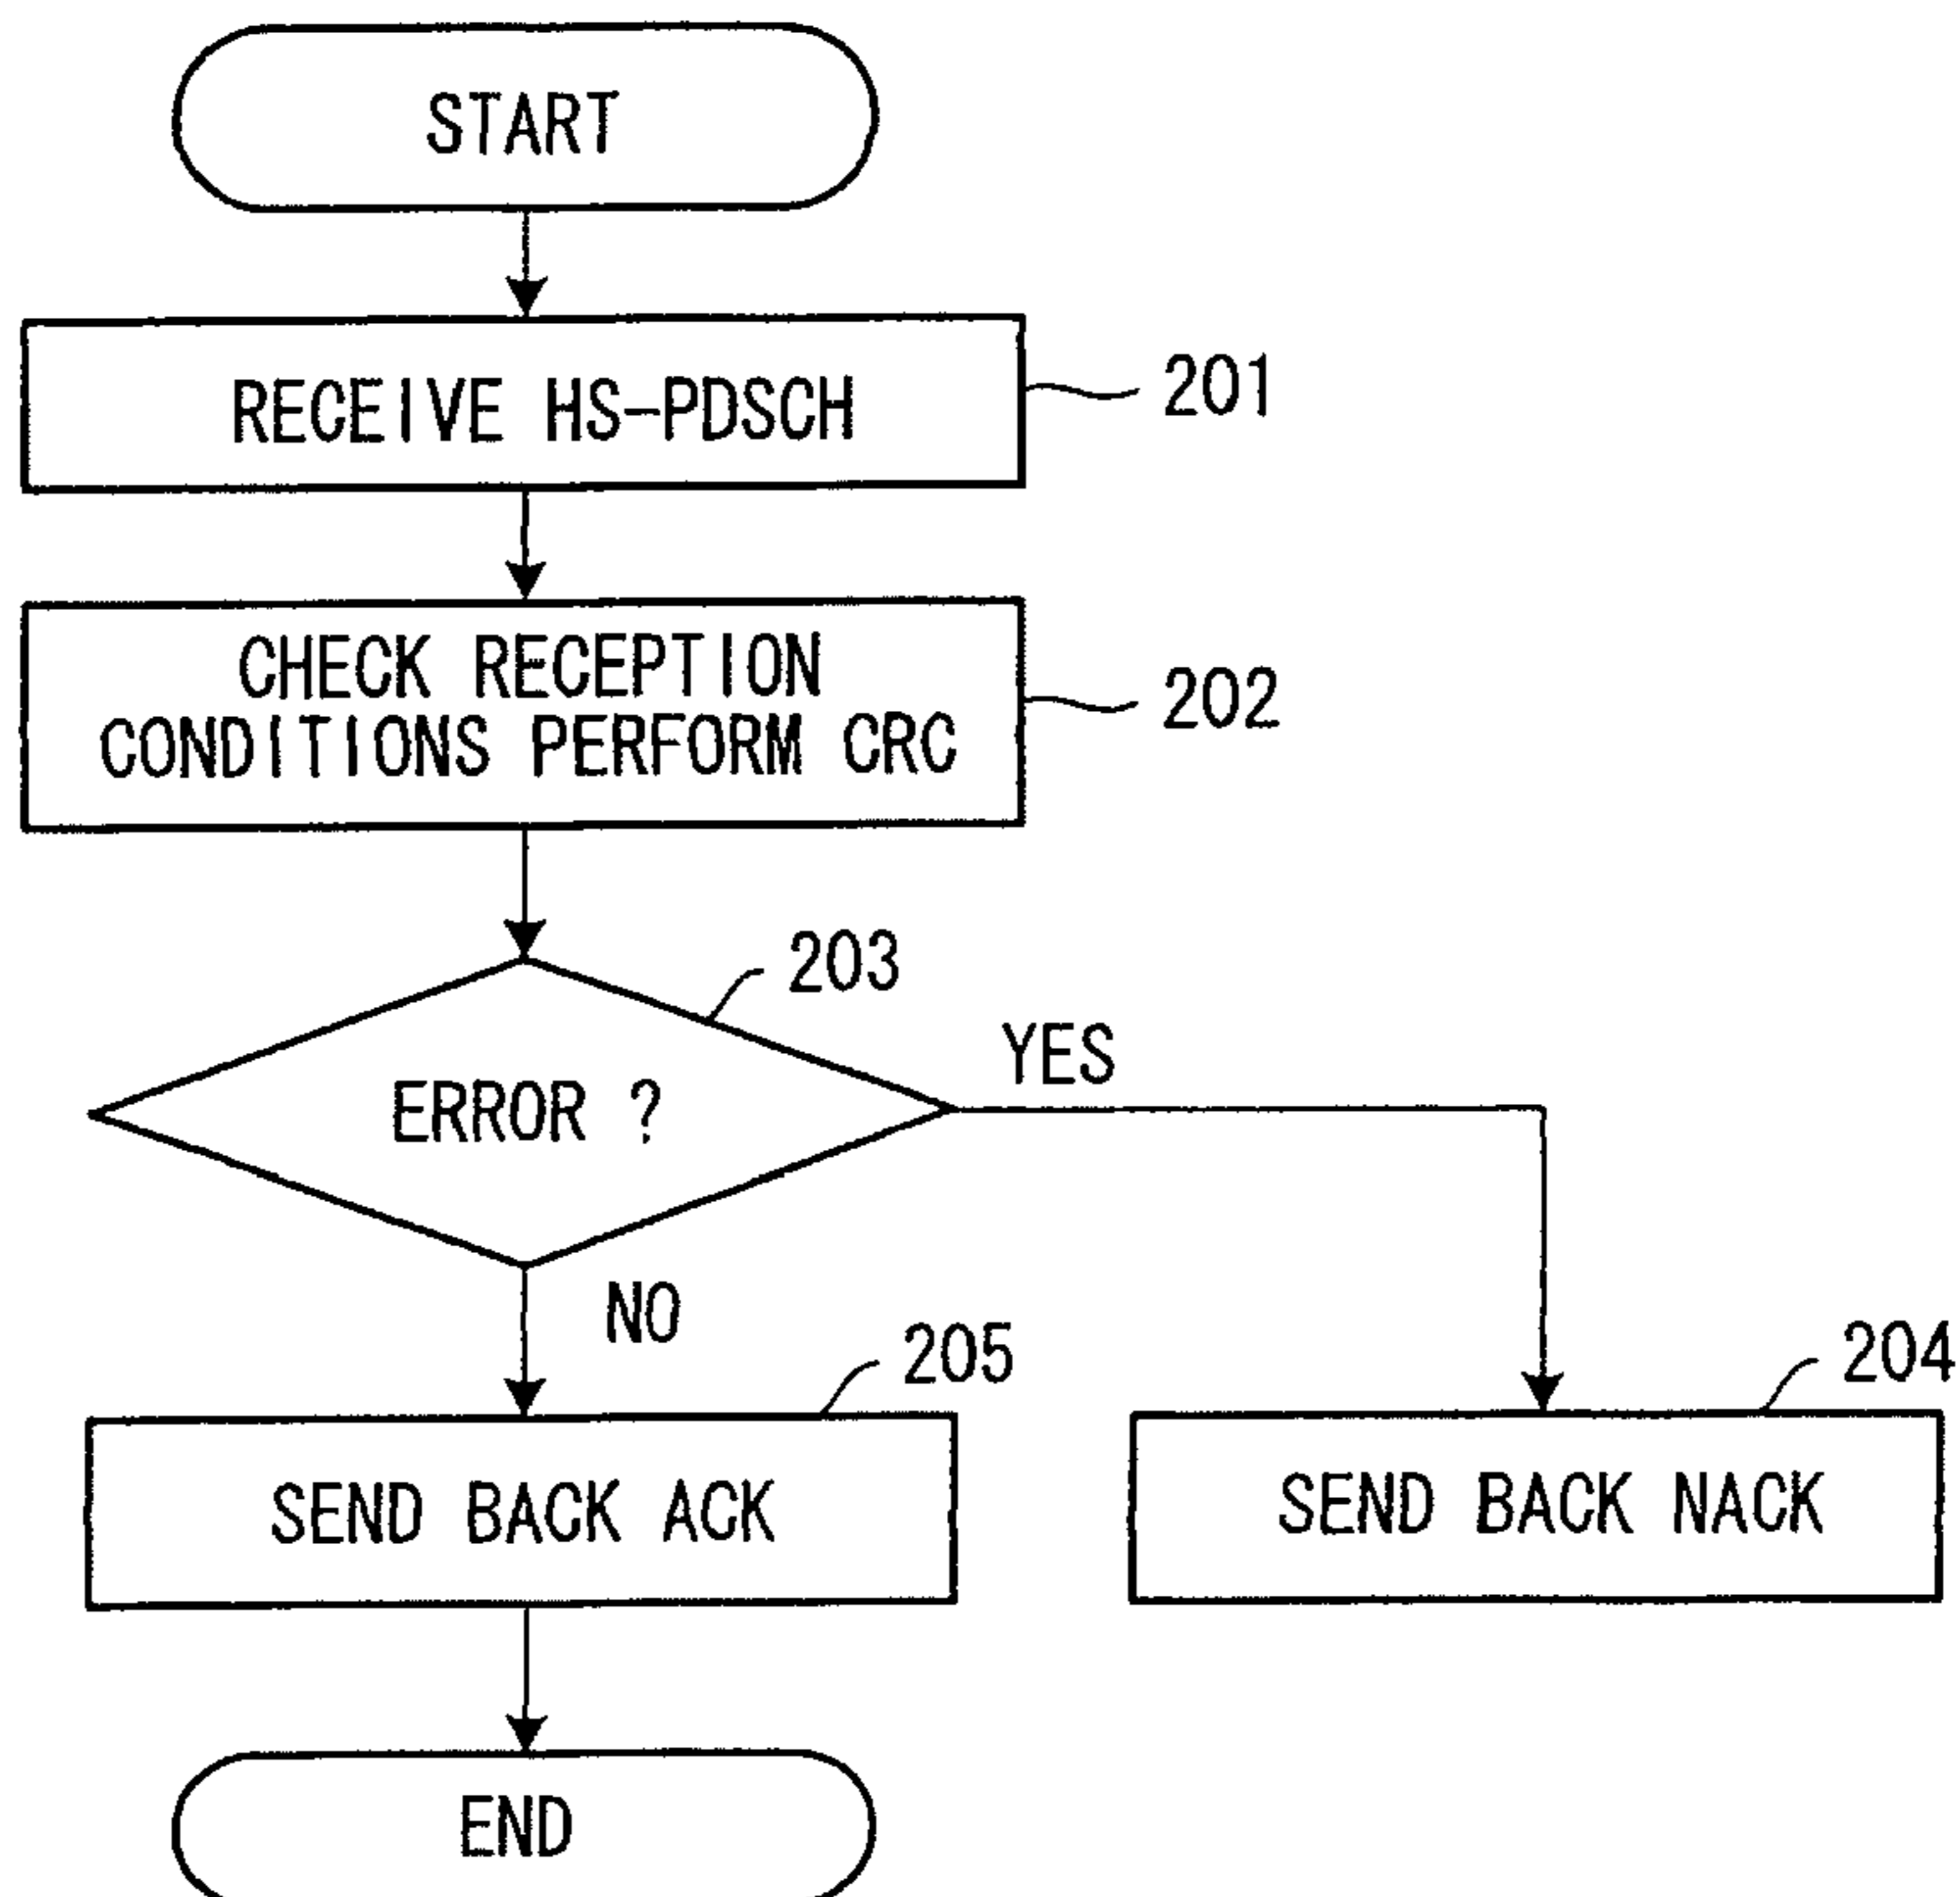 START
RECEIVE HS-PDSCH
201
CHECK RECEPTION
CONDITIONS PERFORM CRC
202
203
ERROR ?
YES
NO
205
204
SEND BACK ACK
SEND BACK NACK
END